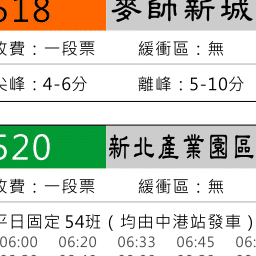 518 麥帥新城
收費：一段票 緩衝區：無
尖峰：4-6分 離峰：5-10分
520 新北產業園區
收費：一段票 緩衝區：無
平日固定54班（均由中港站發車）
06:00 06:20 06:33 06:45 06: